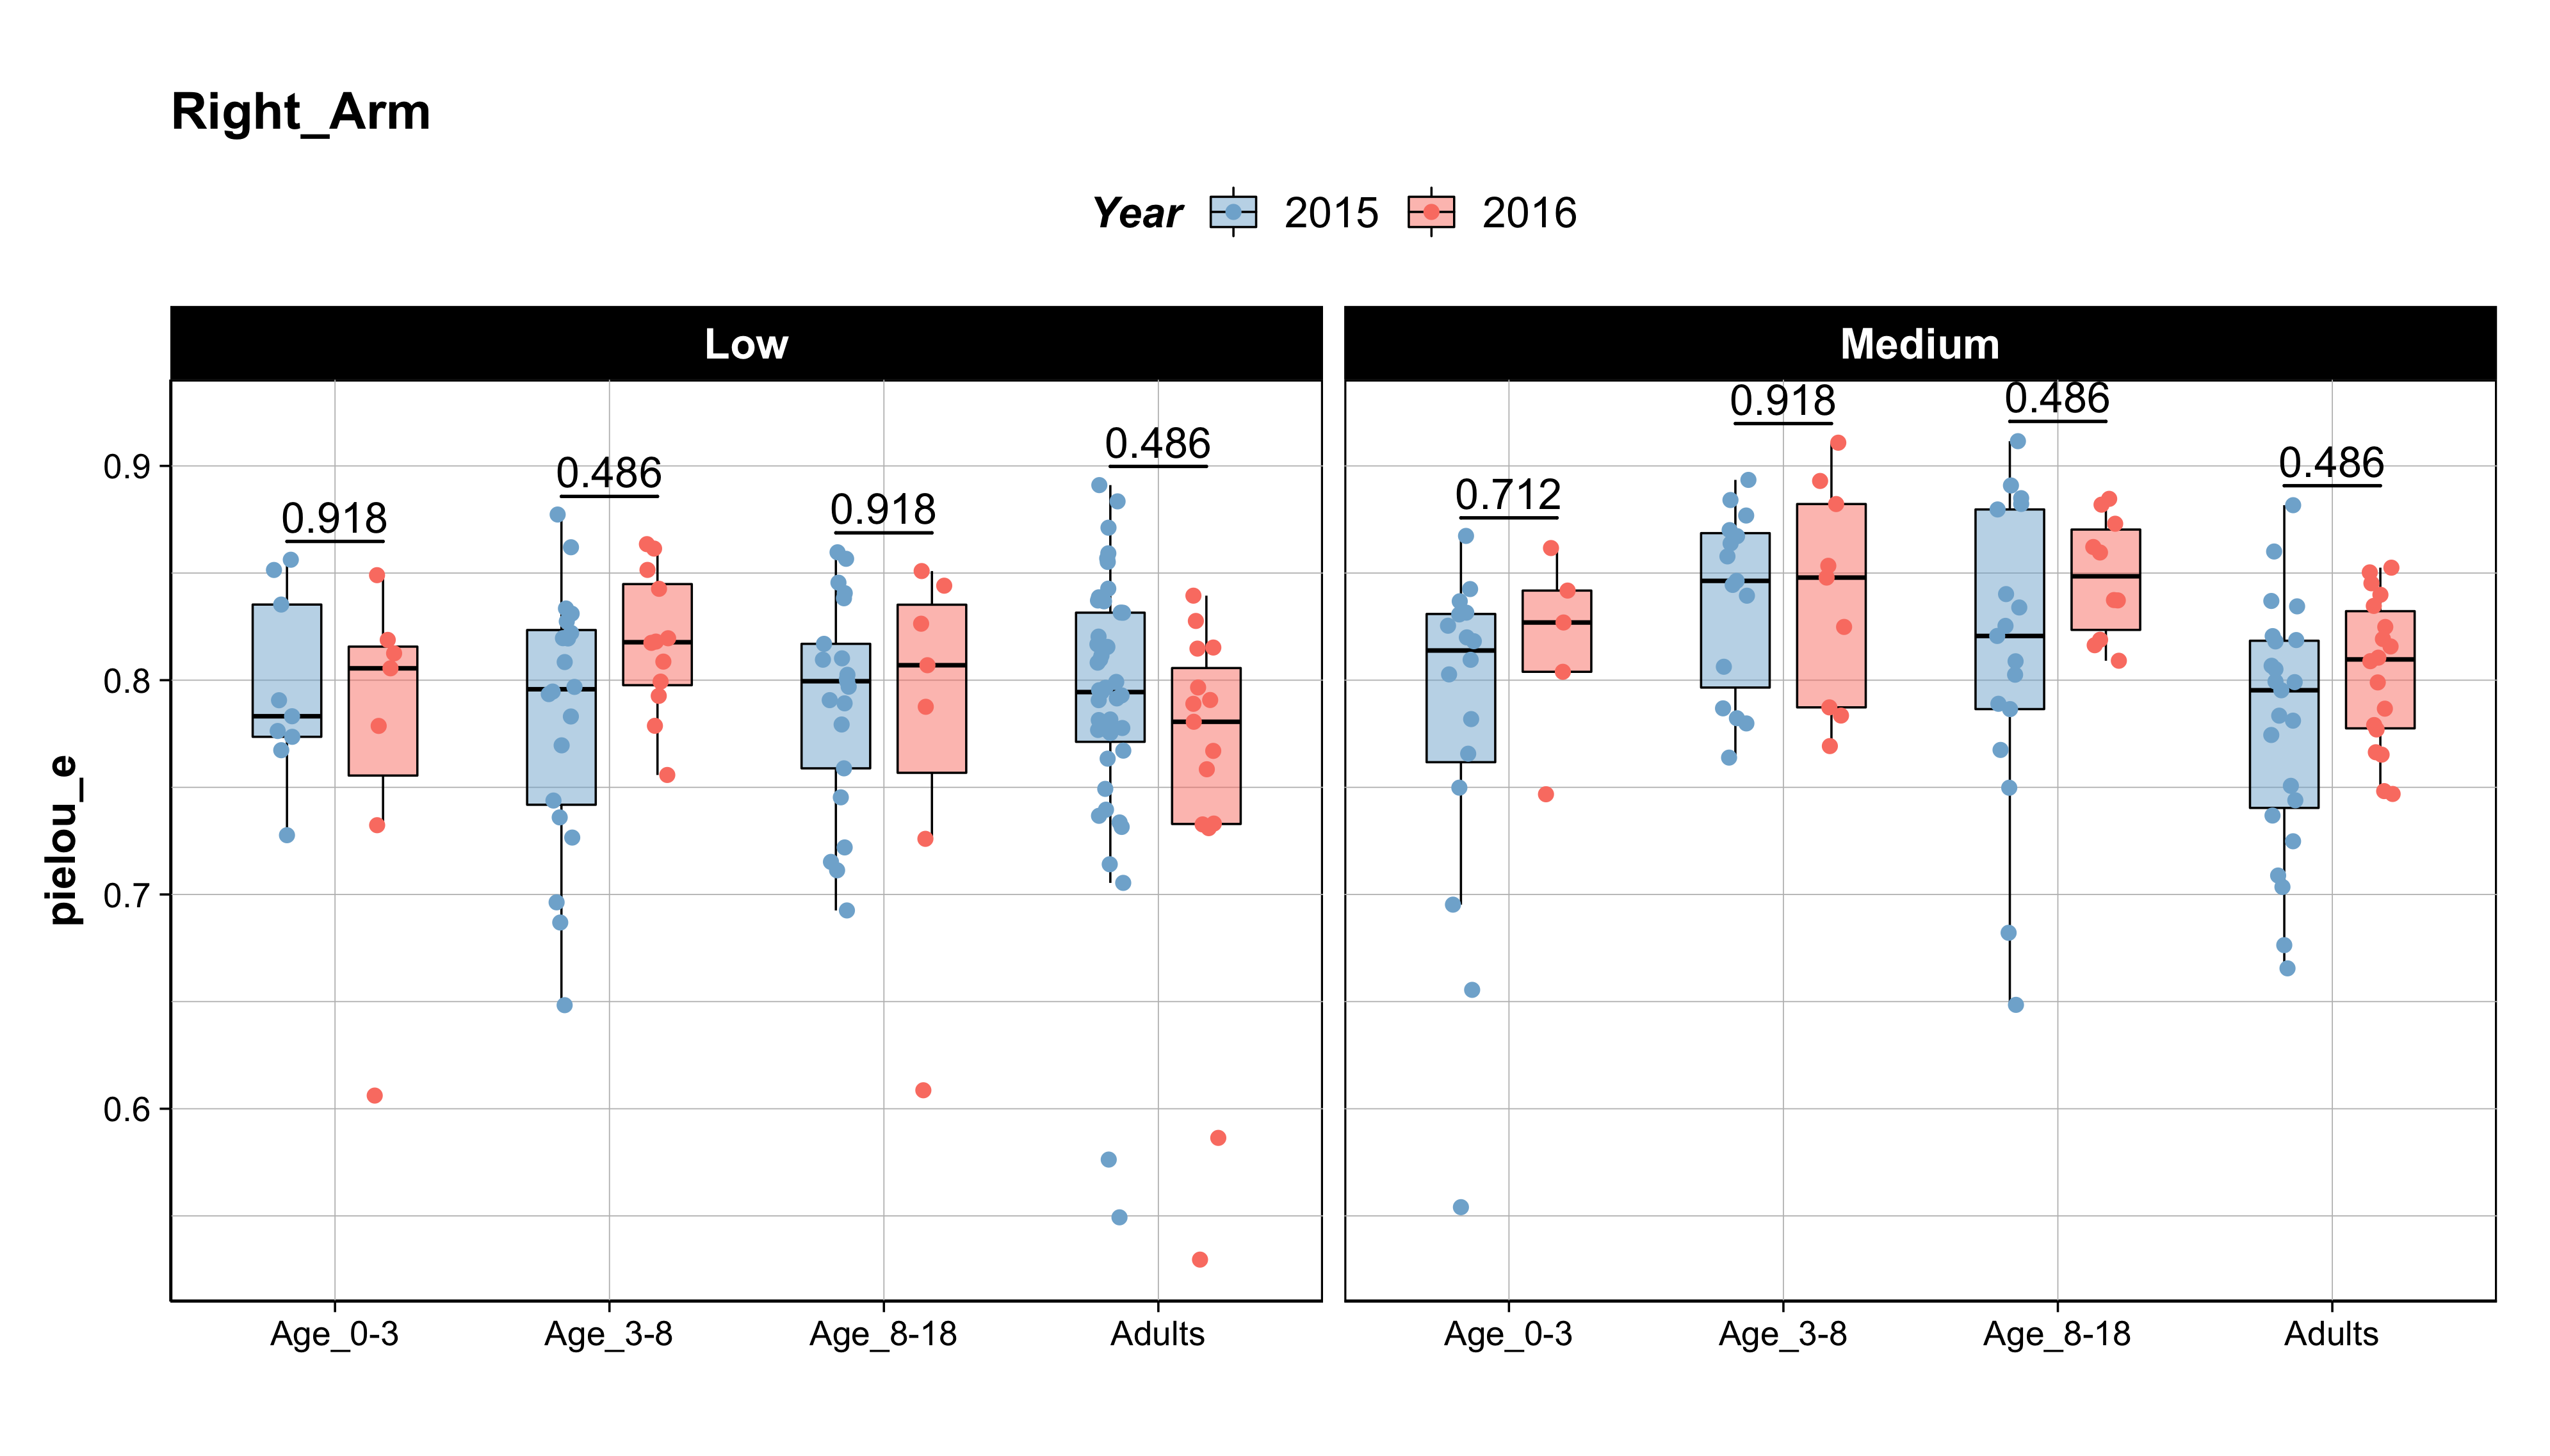 Right_Arm
Year 2015 2016
Low Medium
0.918 0.486 0.918 0.486 0.712 0.918 0.486 0.486
pielou_e
0.9
0.8
0.7
0.6
Age_0-3 Age_3-8 Age_8-18 Adults Age_0-3 Age_3-8 Age_8-18 Adults